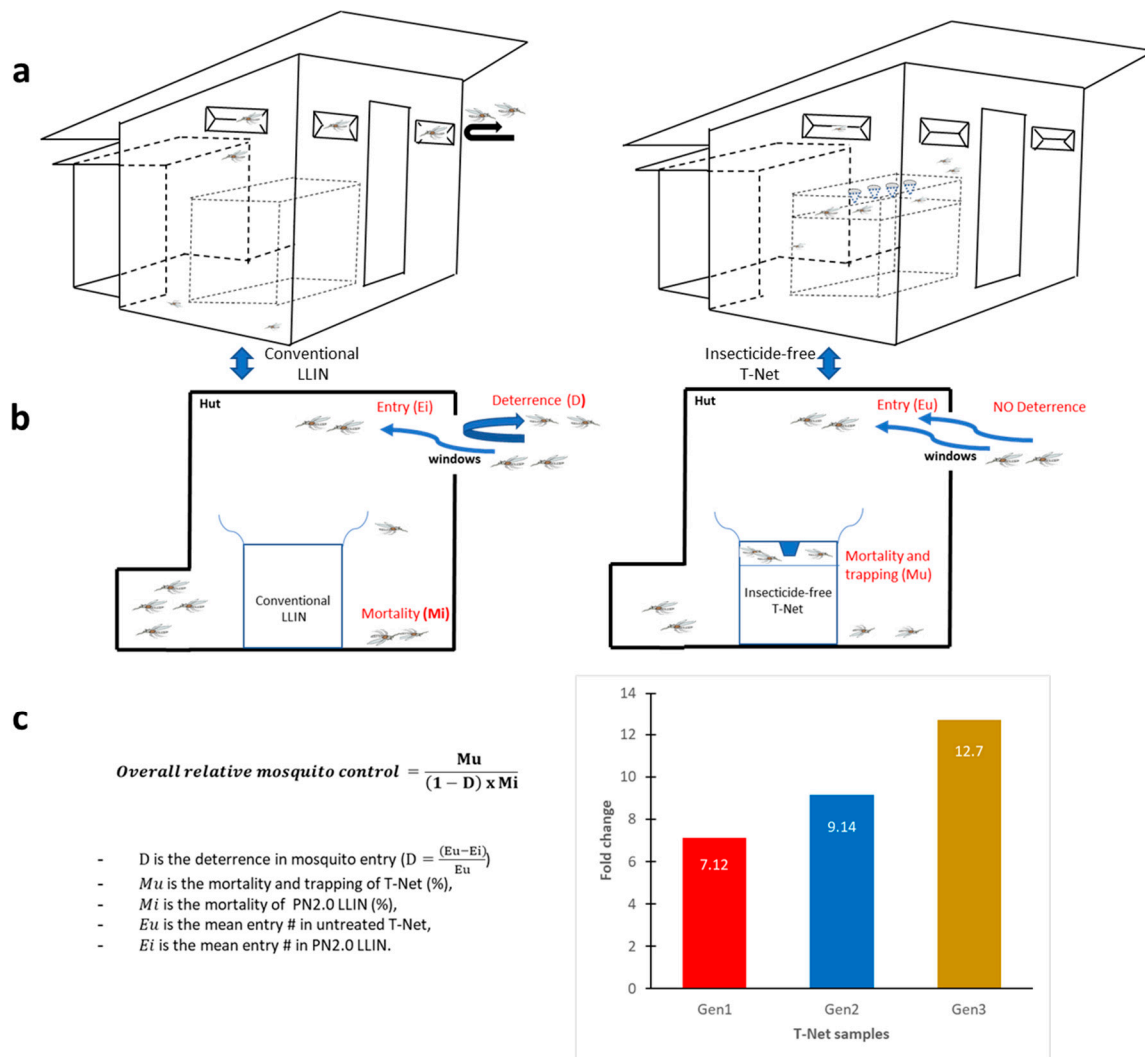 a
Conventional
LLIN
Insecticide-free
T-Net
b
Hut
Entry (Ei)
Deterrence (D)
windows
Conventional
LLIN
Mortality (Mi)
Hut
Entry (Eu)
NO Deterrence
windows
Mortality and
trapping (Mu)
Insecticide-free
T-Net
c
Overall relative mosquito control = Mu / (1 − D) x Mi
- D is the deterrence in mosquito entry (D = (Eu−Ei) / Eu)
- Mu is the mortality and trapping of T-Net (%),
- Mi is the mortality of PN2.0 LLIN (%),
- Eu is the mean entry # in untreated T-Net,
- Ei is the mean entry # in PN2.0 LLIN.
Fold change
14
12
10
8
6
4
2
0
7.12
9.14
12.7
Gen1
Gen2
Gen3
T-Net samples